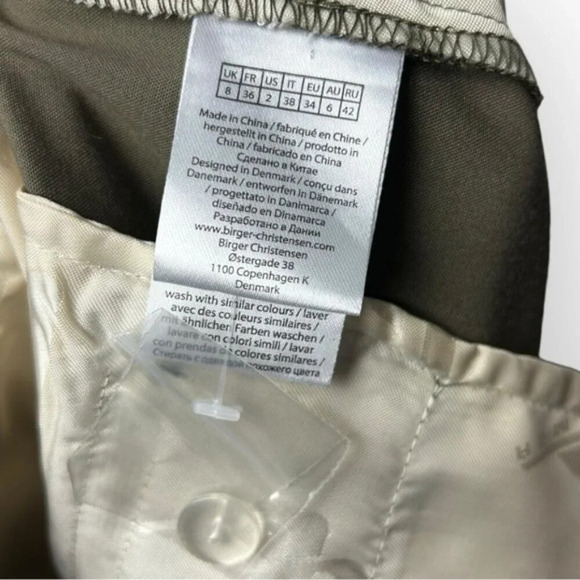 UK FR US IT EU AU RU
8 36 2 38 34 6 42
Made in China / fabriqué en Chine /
hergestellt in China / prodotto in
China / fabricado en China
Сделано в Китае
Designed in Denmark / conçu dans
Danemark / entworfen in Dänemark
/ progettato in Danimarca /
diseñado en Dinamarca
Разработано в Дании
www.birger-christensen.com
Birger Christensen
Østergade 38
1100 Copenhagen K
Denmark
wash with similar colours / laver
avec des couleurs similaires /
mit ähnlichen Farben waschen /
lavare con colori simili / lavar
con prendas de colores similares /
Стирать с одеждой похожего цвета